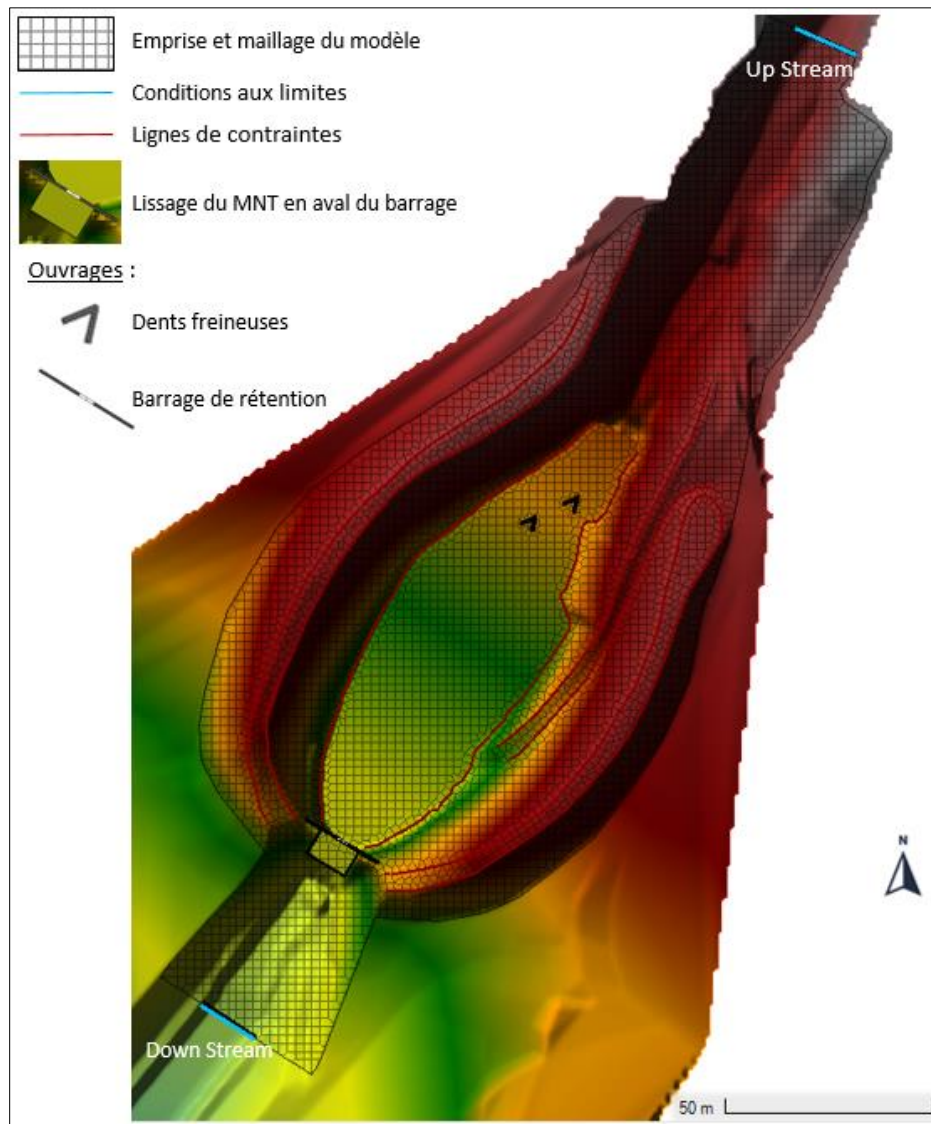 Emprise et maillage du modèle
Conditions aux limites
Lignes de contraintes
Lissage du MNT en aval du barrage
Ouvrages :
Dents freineuses
Barrage de rétention
Up Stream
N
Down Stream
50 m